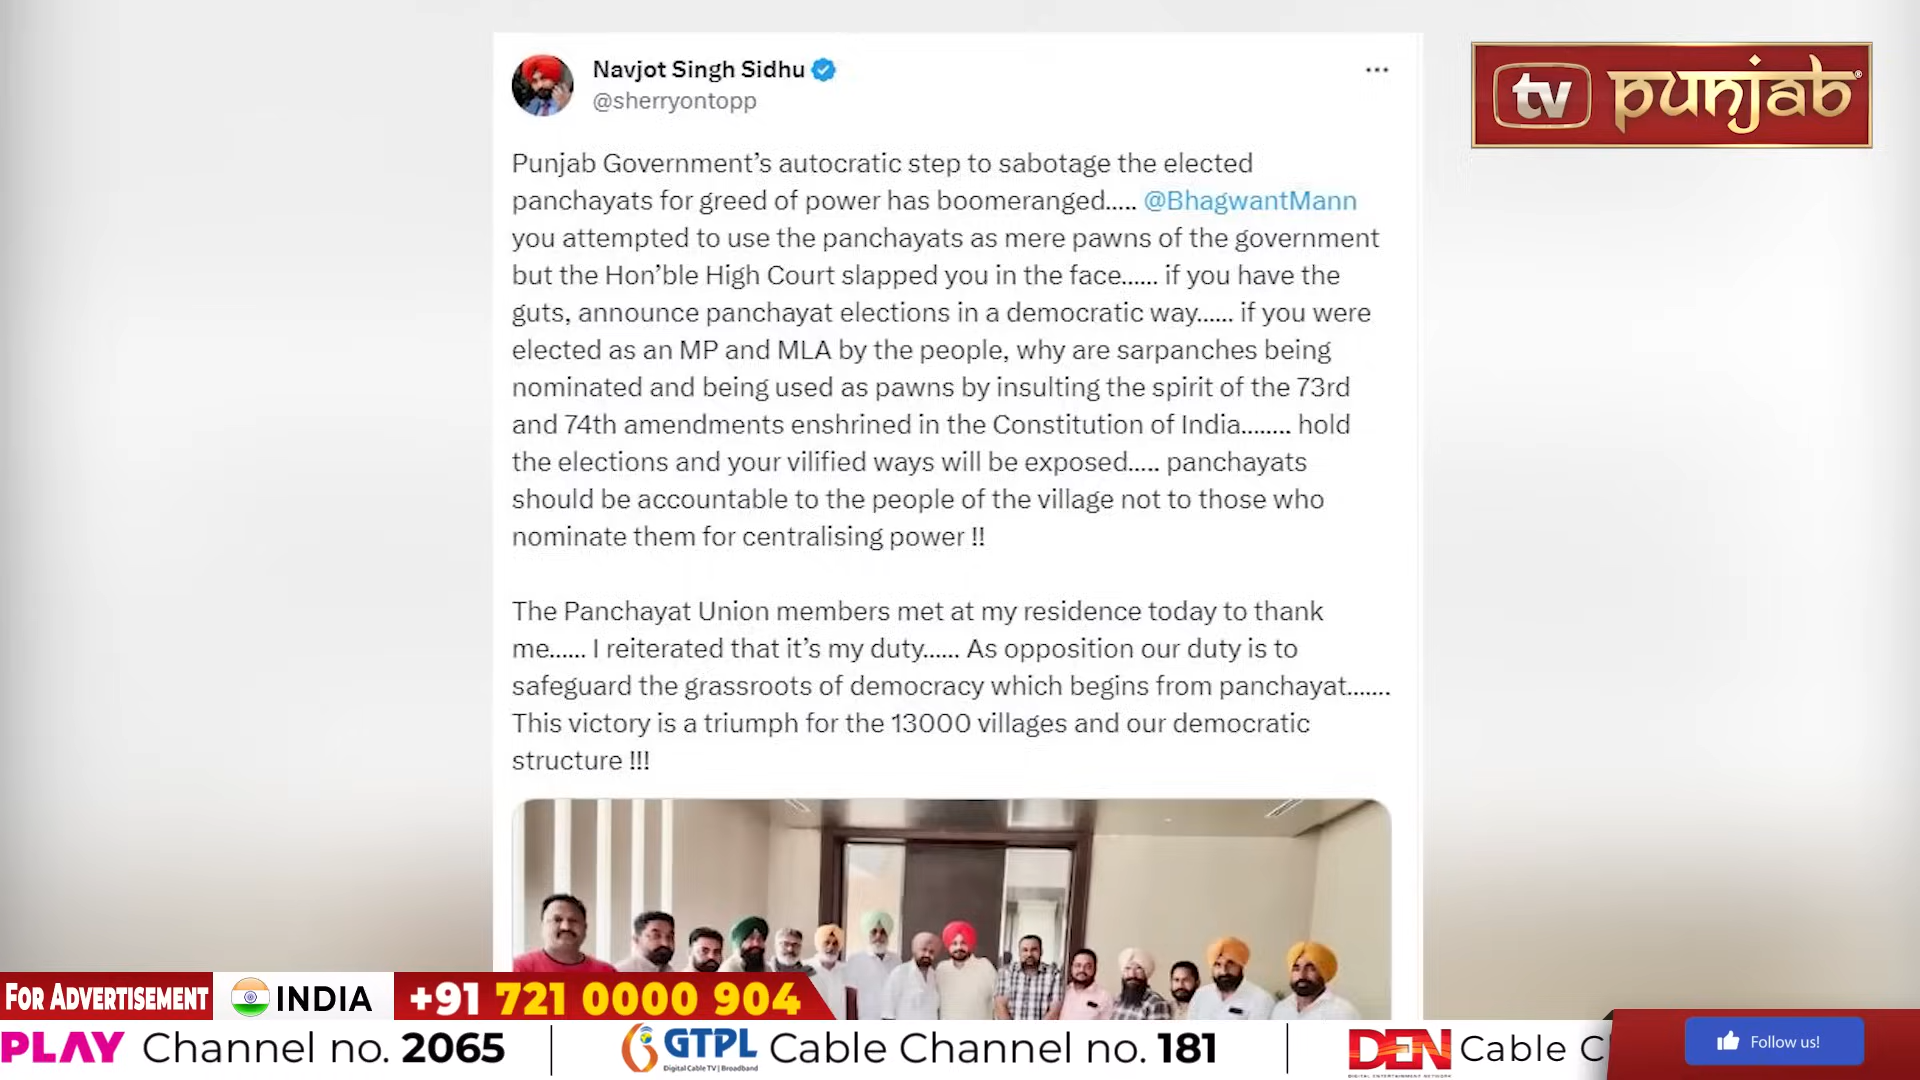 Navjot Singh Sidhu
@sherryontopp
tv punjab®
Punjab Government’s autocratic step to sabotage the elected
panchayats for greed of power has boomeranged..... @BhagwantMann
you attempted to use the panchayats as mere pawns of the government
but the Hon’ble High Court slapped you in the face...... if you have the
guts, announce panchayat elections in a democratic way...... if you were
elected as an MP and MLA by the people, why are sarpanches being
nominated and being used as pawns by insulting the spirit of the 73rd
and 74th amendments enshrined in the Constitution of India........ hold
the elections and your vilified ways will be exposed..... panchayats
should be accountable to the people of the village not to those who
nominate them for centralising power !!
The Panchayat Union members met at my residence today to thank
me...... I reiterated that it’s my duty...... As opposition our duty is to
safeguard the grassroots of democracy which begins from panchayat.......
This victory is a triumph for the 13000 villages and our democratic
structure !!!
FOR ADVERTISEMENT INDIA +91 721 0000 904
PLAY Channel no. 2065 | GTPL Cable Channel no. 181 | DEN Cable C
Digital Cable TV | Broadband
DIGITAL ENTERTAINMENT NETWORK
Follow us!